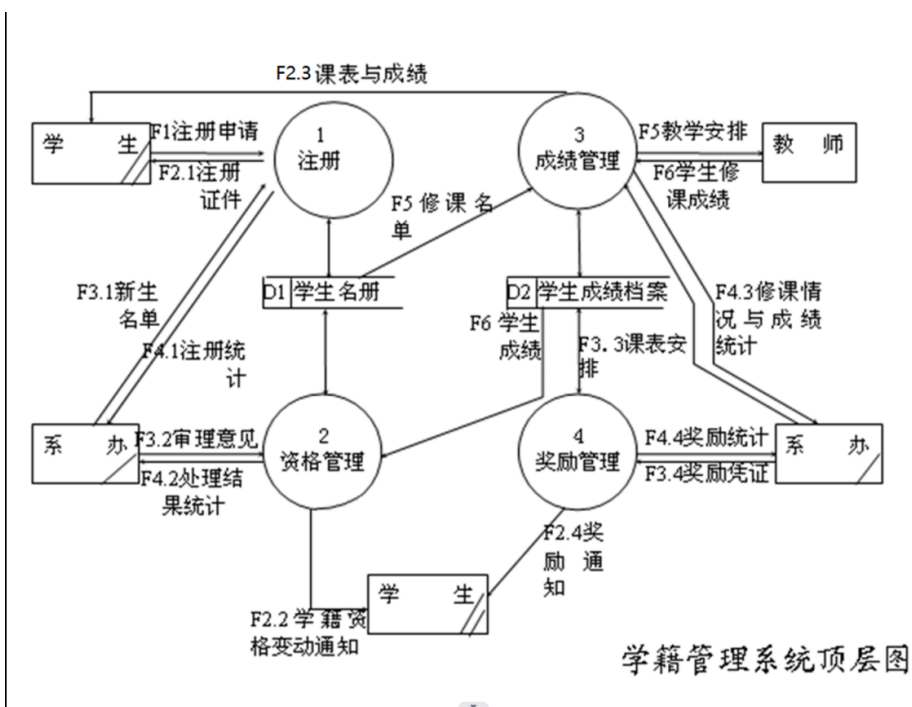 F2.3课表与成绩
学 生
F1注册申请
F2.1注册
证件
1
注册
3
成绩管理
F5教学安排
F6学生修
课成绩
教 师
F5修课名
单
D1 学生名册
D2 学生成绩档案
F3.1新生
名单
F4.1注册统
计
F6学生
成绩
F3.3课表安
排
F4.3修课情
况与成绩
统计
系 办
F3.2审理意见
F4.2处理结
果统计
2
资格管理
4
奖励管理
F4.4奖励统计
F3.4奖励凭证
系 办
F2.4奖
励 通
知
学 生
F2.2学籍资
格变动通知
学籍管理系统顶层图